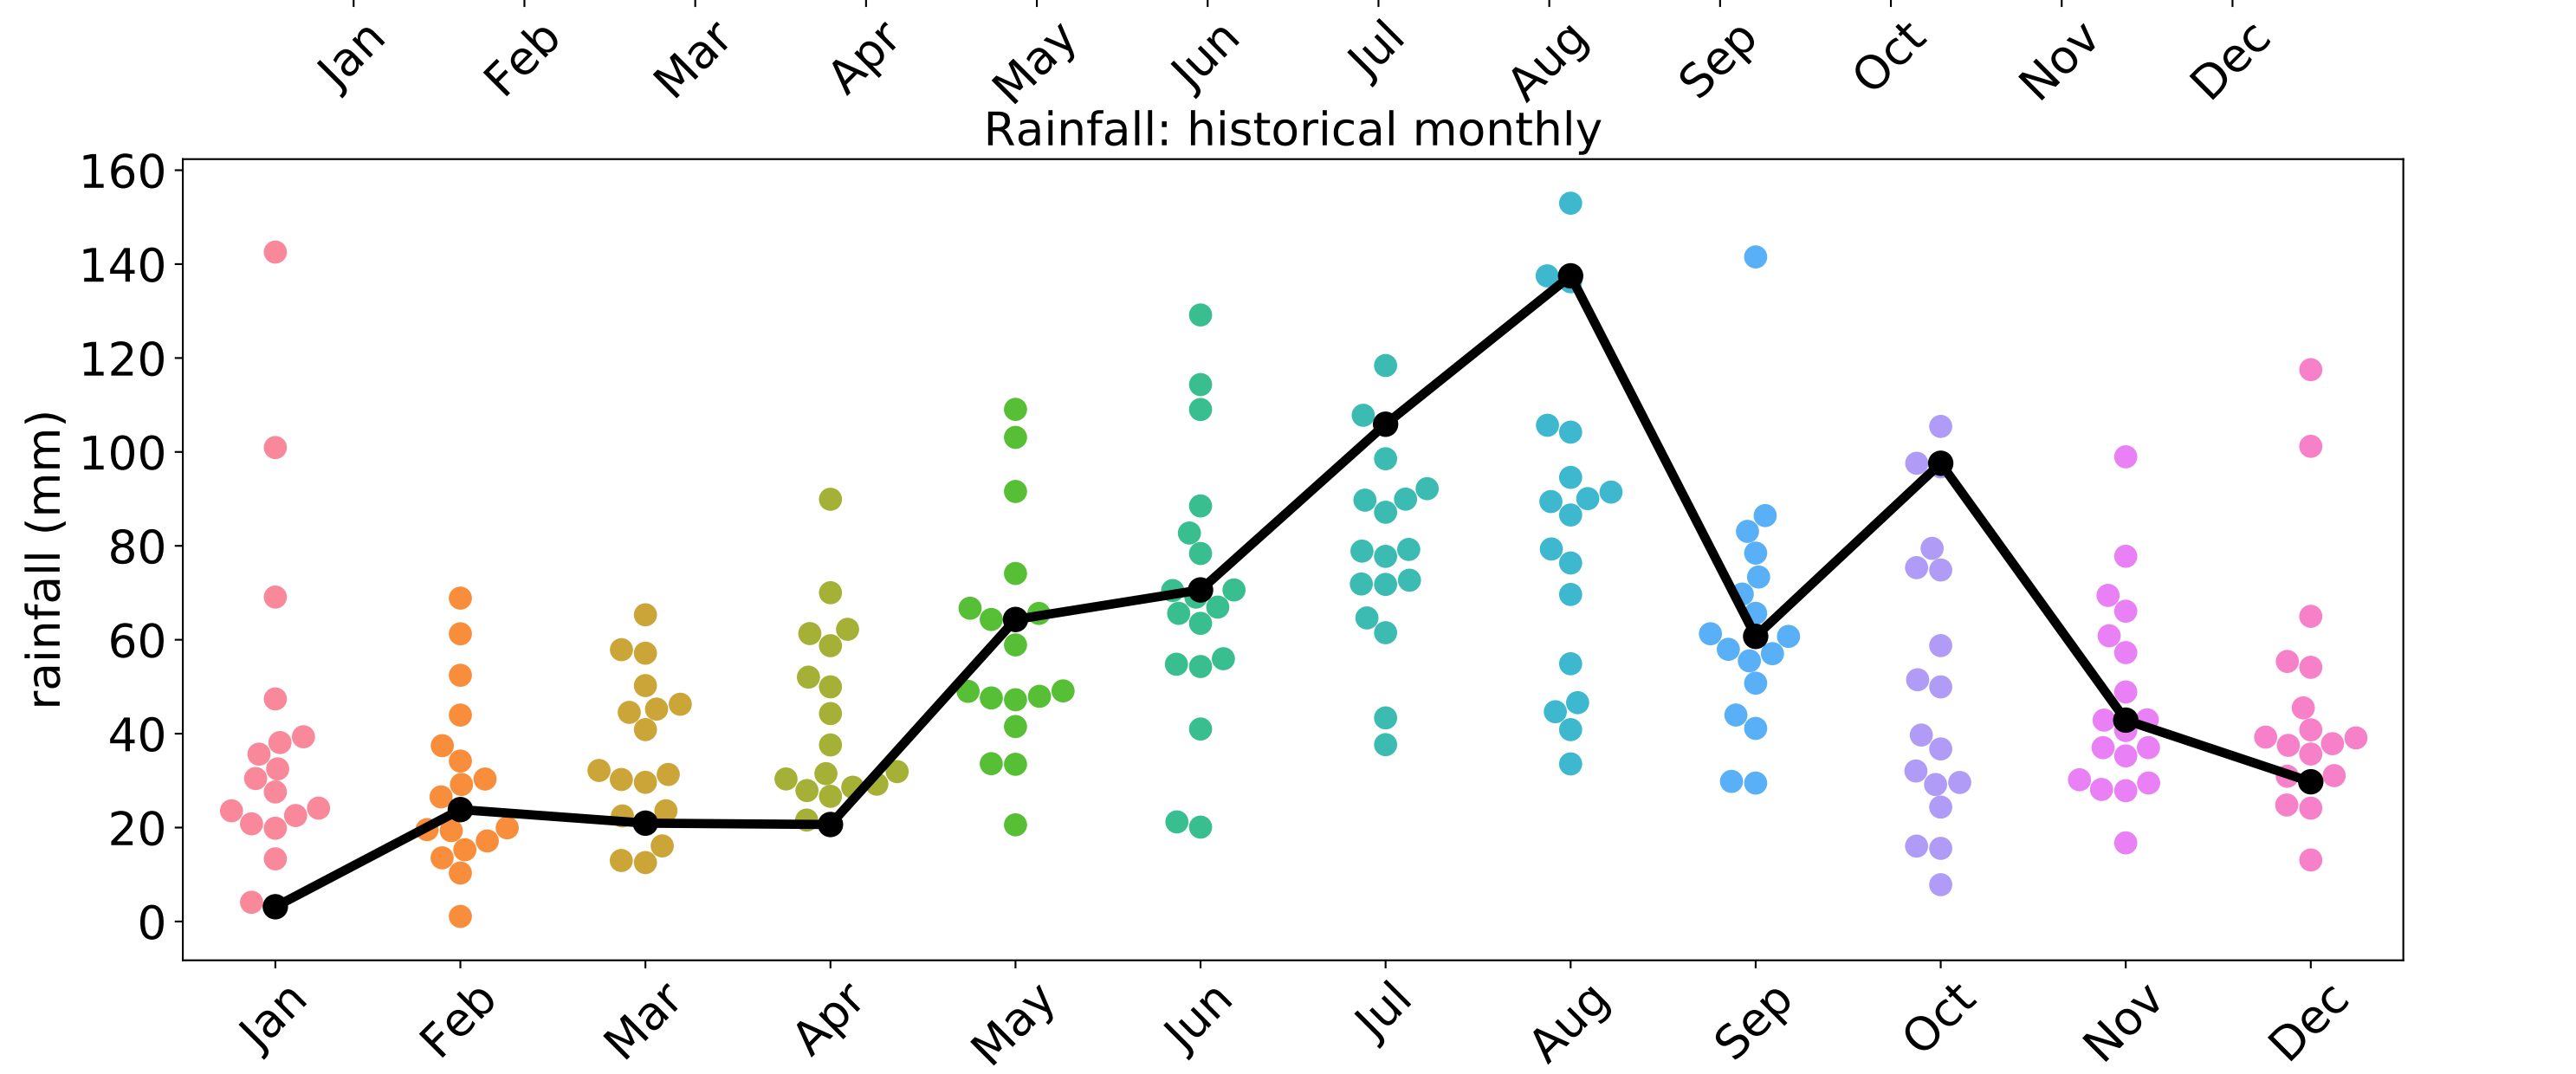 Jan Feb Mar Apr May Jun Jul Aug Sep Oct Nov Dec
Rainfall: historical monthly
160
140
120
100
80
60
40
20
0
rainfall (mm)
Jan Feb Mar Apr May Jun Jul Aug Sep Oct Nov Dec